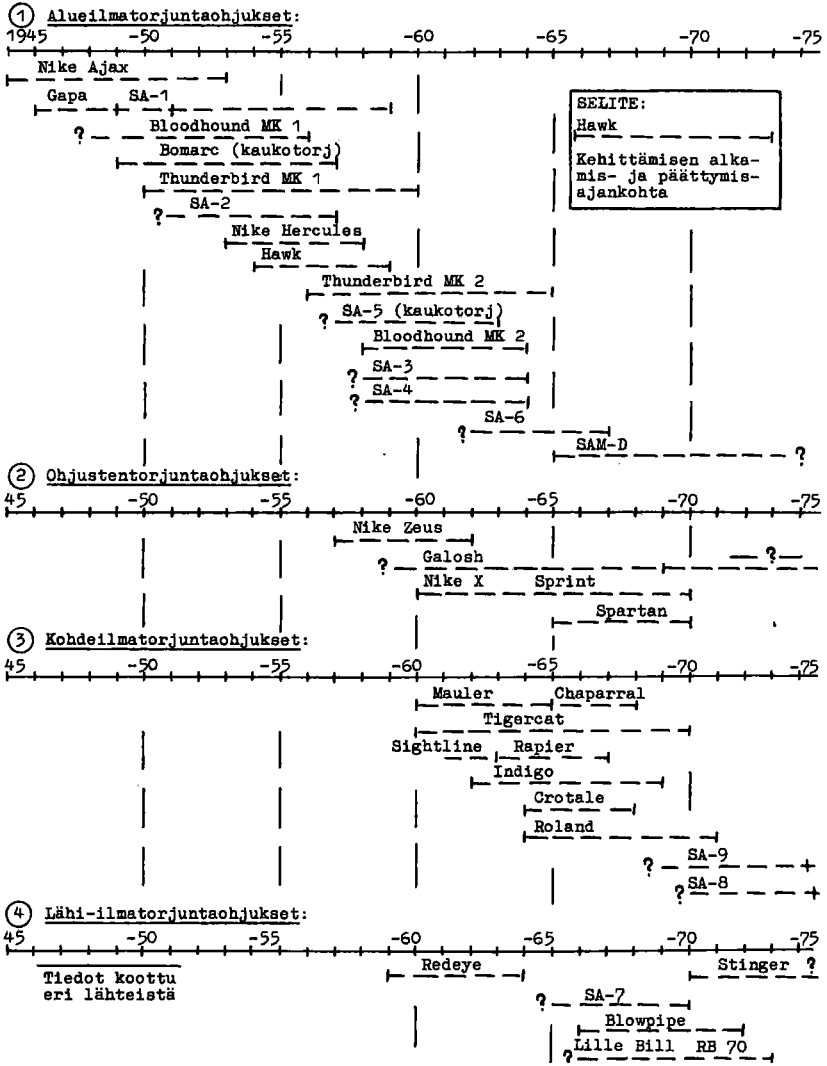 1 Alueilmatorjuntaohjukset:
1945 -50 -55 -60 -65 -70 -75
Nike Ajax
Gapa SA-1
? Bloodhound MK 1
Bomarc (kaukotorj)
Thunderbird MK 1
? SA-2
Nike Hercules
Hawk
Thunderbird MK 2
? SA-5 (kaukotorj)
Bloodhound MK 2
? SA-3
? SA-4
? SA-6
SAM-D ?
SELITE:
Hawk
Kehittämisen alka-
mis- ja päättymis-
ajankohta
2 Ohjustentorjuntaohjukset:
45 -50 -55 -60 -65 -70 -75
Nike Zeus
? Galosh ?
Nike X Sprint
Spartan
3 Kohdeilmatorjuntaohjukset:
45 -50 -55 -60 -65 -70 -75
Mauler Chaparral
Tigercat
Sightline Rapier
Indigo
Crotale
Roland
? SA-9 +
? SA-8 +
4 Lähi-ilmatorjuntaohjukset:
45 -50 -55 -60 -65 -70 -75
Redeye Stinger ?
? SA-7
Blowpipe
? Lille Bill RB 70
Tiedot koottu
eri lähteistä